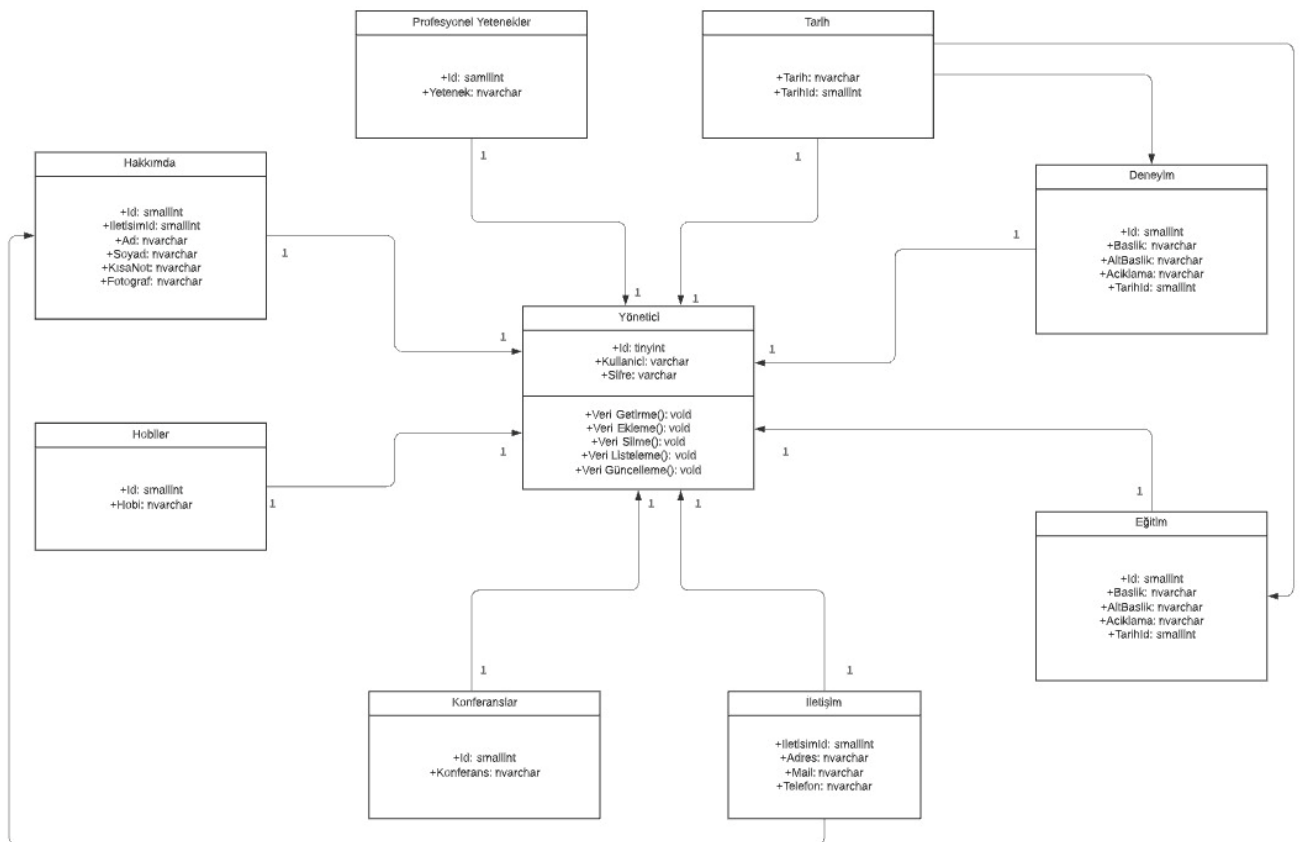 Profesyonel Yetenekler
+Id: samllint
+Yetenek: nvarchar
1
Tarih
+Tarih: nvarchar
+TarihId: smallint
1
Hakkımda
+Id: smallint
+IletisimId: smallint
+Ad: nvarchar
+Soyad: nvarchar
+KısaNot: nvarchar
+Fotograf: nvarchar
1
Deneyim
+Id: smallint
+Baslik: nvarchar
+AltBaslik: nvarchar
+Aciklama: nvarchar
+TarihId: smallint
1
1
1
1
1
Yönetici
+Id: tinyint
+Kullanici: varchar
+Sifre: varchar
+Veri Getirme(): void
+Veri Ekleme(): void
+Veri Silme(): void
+Veri Listeleme(): void
+Veri Güncelleme(): void
1
1
1
1
Hobiler
+Id: smallint
+Hobi: nvarchar
1
Eğitim
+Id: smallint
+Baslik: nvarchar
+AltBaslik: nvarchar
+Aciklama: nvarchar
+TarihId: smallint
1
Konferanslar
+Id: smallint
+Konferans: nvarchar
1
İletişim
+IletisimId: smallint
+Adres: nvarchar
+Mail: nvarchar
+Telefon: nvarchar
1